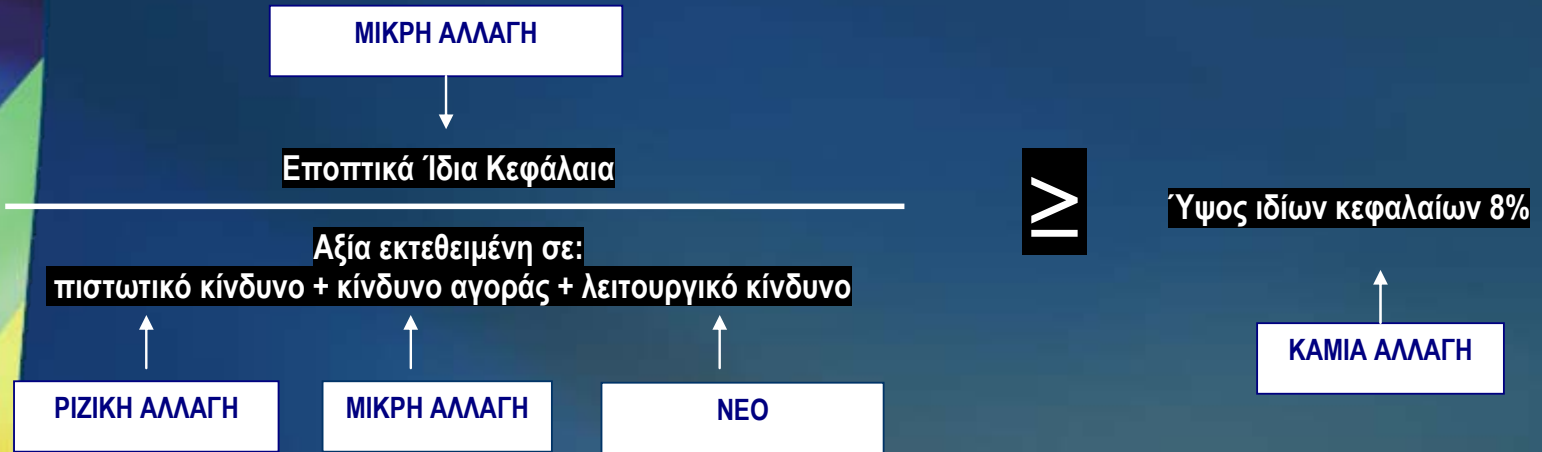 ΜΙΚΡΗ ΑΛΛΑΓΗ
Εποπτικά Ίδια Κεφάλαια
≥
Ύψος ιδίων κεφαλαίων 8%
Αξία εκτεθειμένη σε:
πιστωτικό κίνδυνο + κίνδυνο αγοράς + λειτουργικό κίνδυνο
ΚΑΜΙΑ ΑΛΛΑΓΗ
ΡΙΖΙΚΗ ΑΛΛΑΓΗ
ΜΙΚΡΗ ΑΛΛΑΓΗ
ΝΕΟ